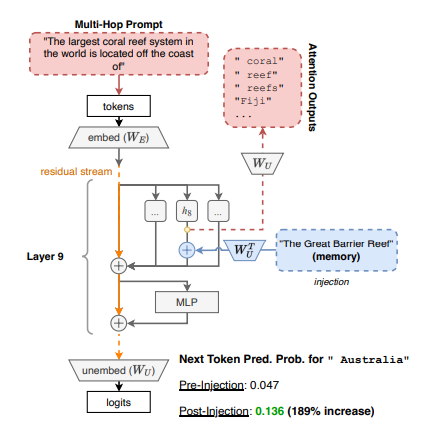 Multi-Hop Prompt
"The largest coral reef system in
the world is located off the coast
of"
" coral"
" reef"
" reefs"
"Fiji"
...
Attention Outputs
tokens
embed (W_E)
residual stream
W_U
... h_8 ...
Layer 9
W_U^T
"The Great Barrier Reef"
(memory)
injection
MLP
unembed (W_U)
logits
Next Token Pred. Prob. for " Australia"
Pre-Injection: 0.047
Post-Injection: 0.136 (189% increase)